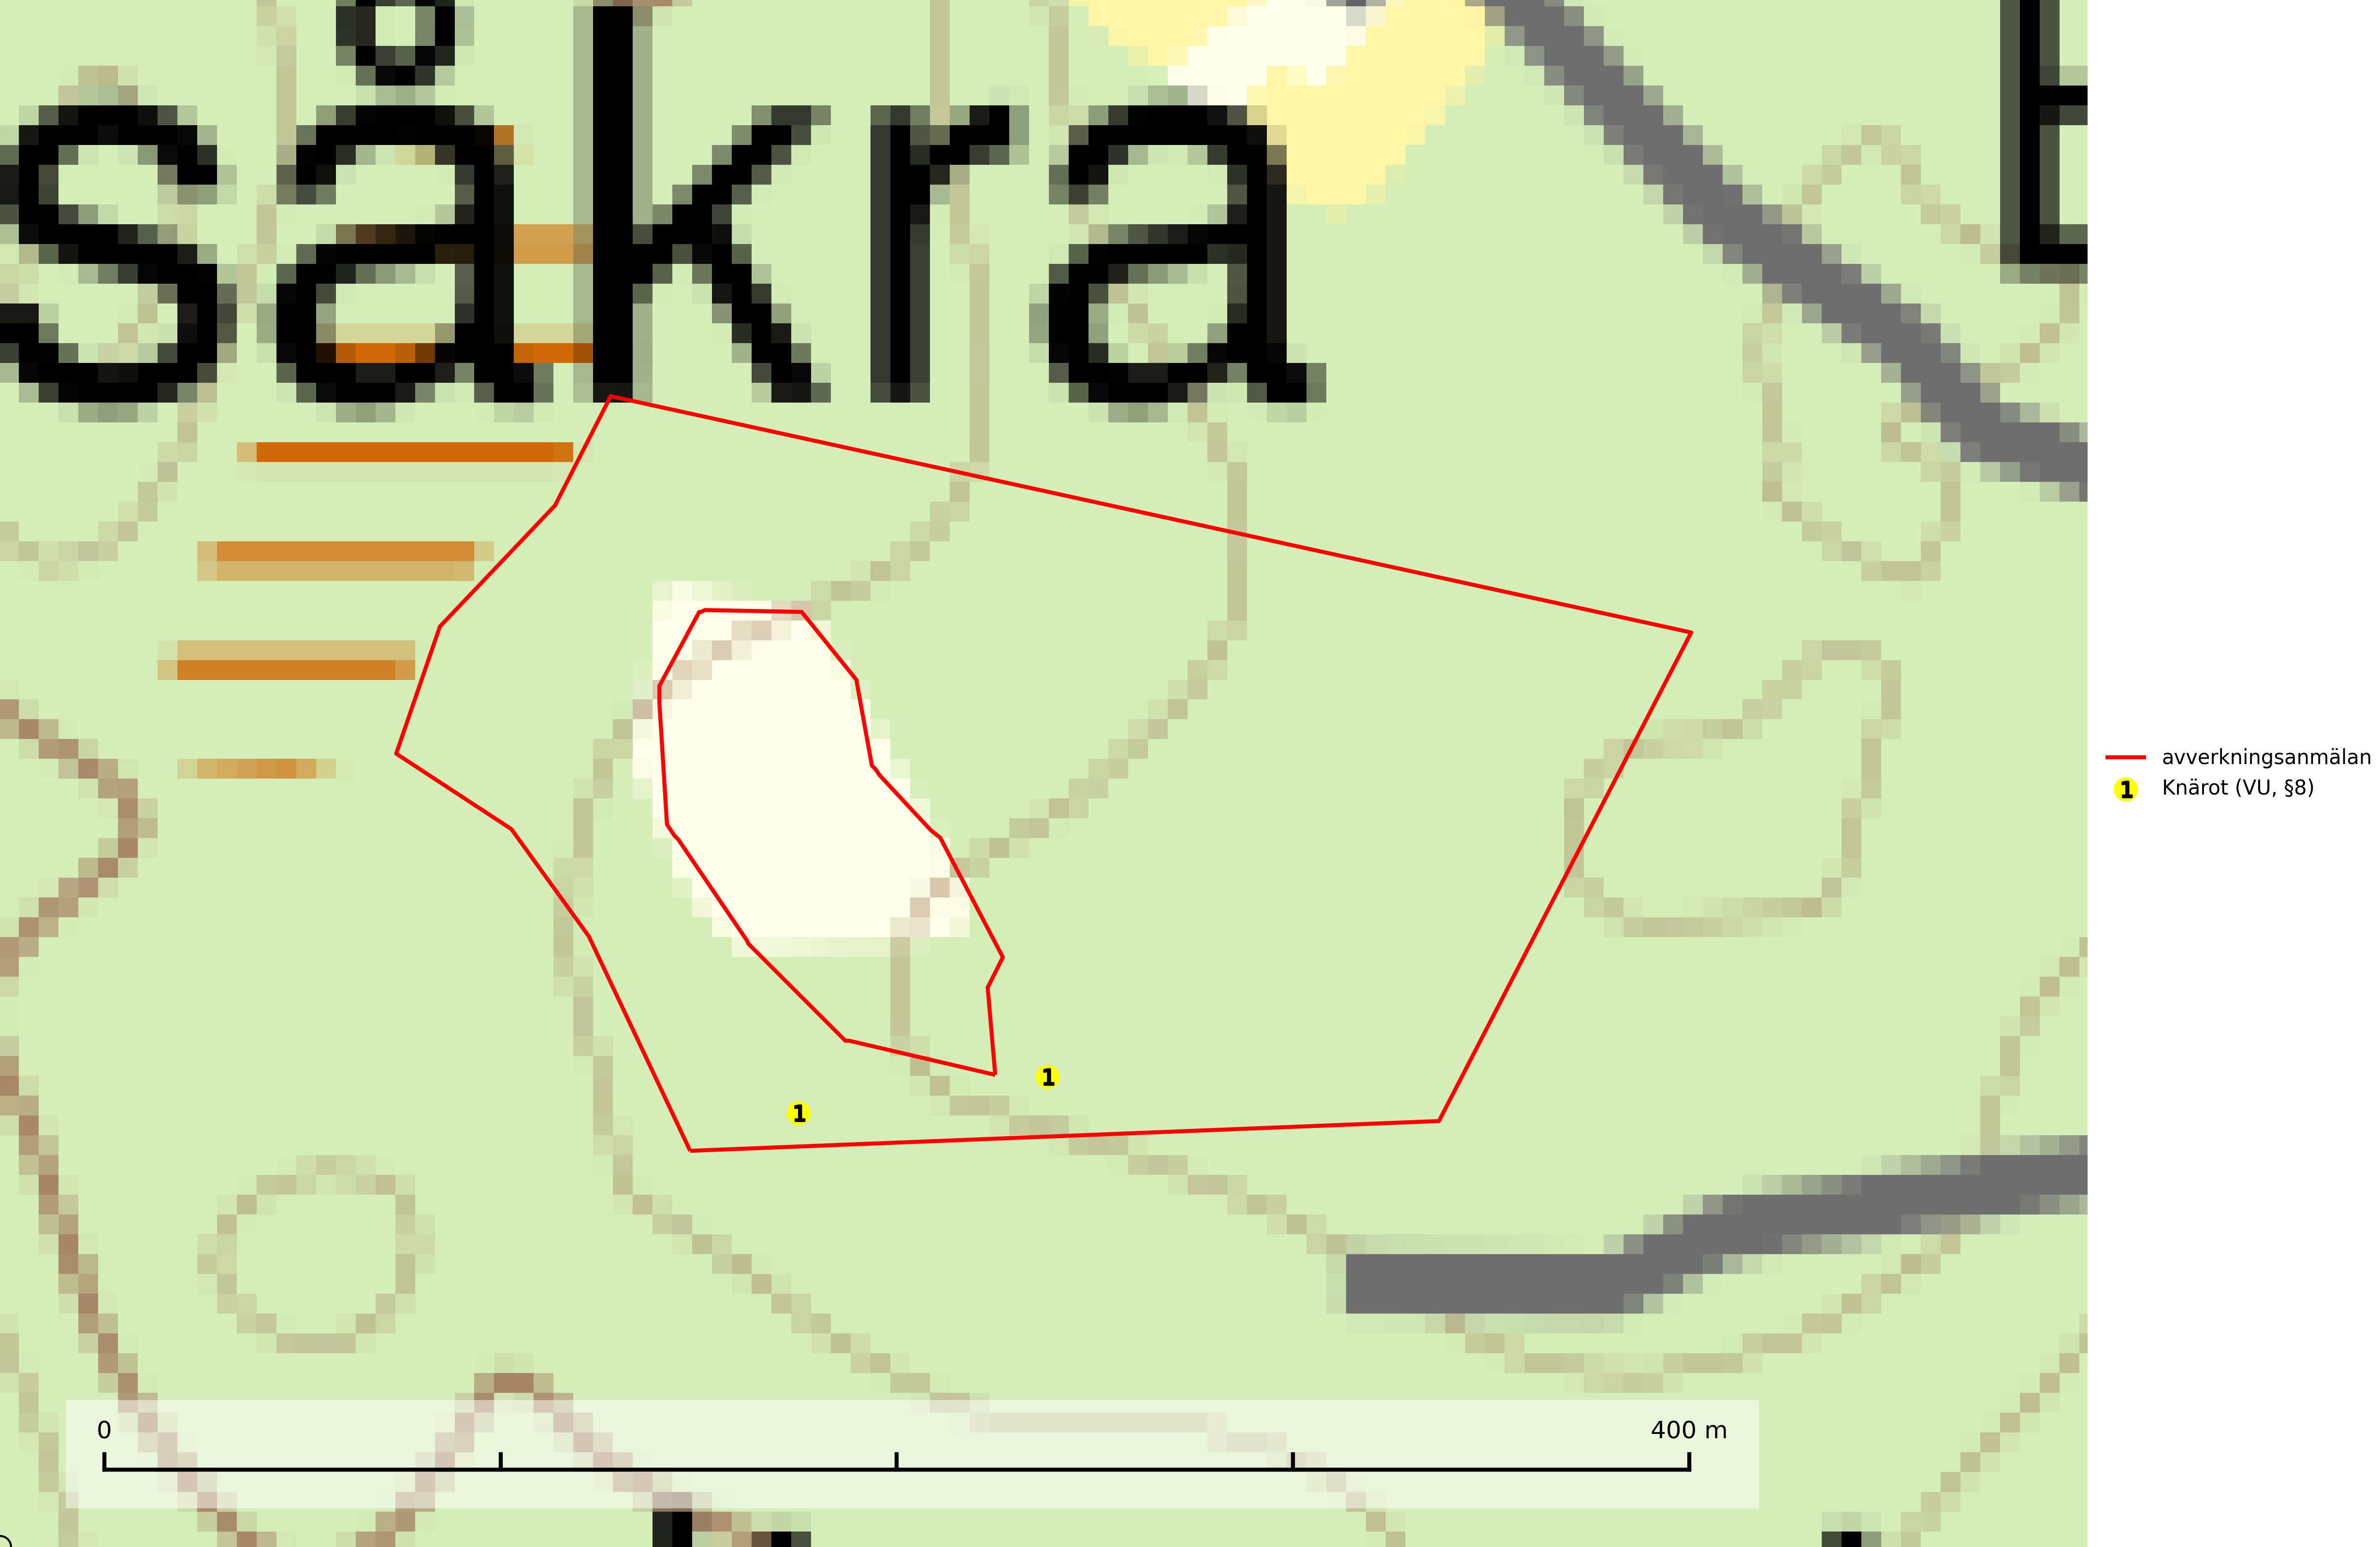 såkra
avverkningsanmälan
1 Knärot (VU, §8)
1
1
0 400 m